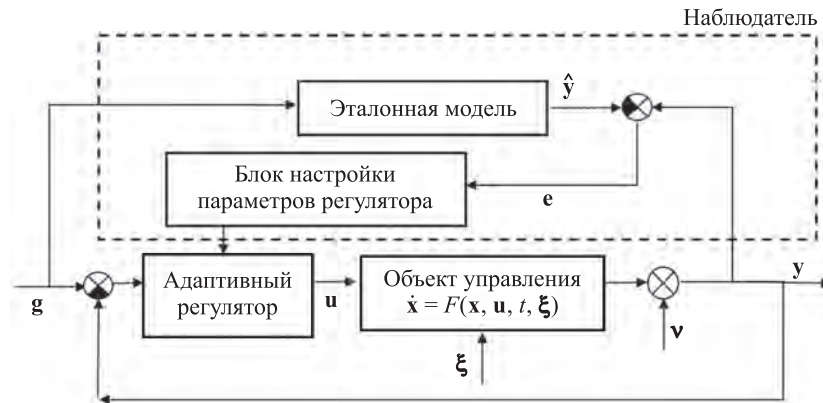 Наблюдатель
Эталонная модель
ŷ
Блок настройки
параметров регулятора
e
Адаптивный
регулятор
Объект управления
ẋ = F(x, u, t, ξ)
g
u
y
ν
ξ